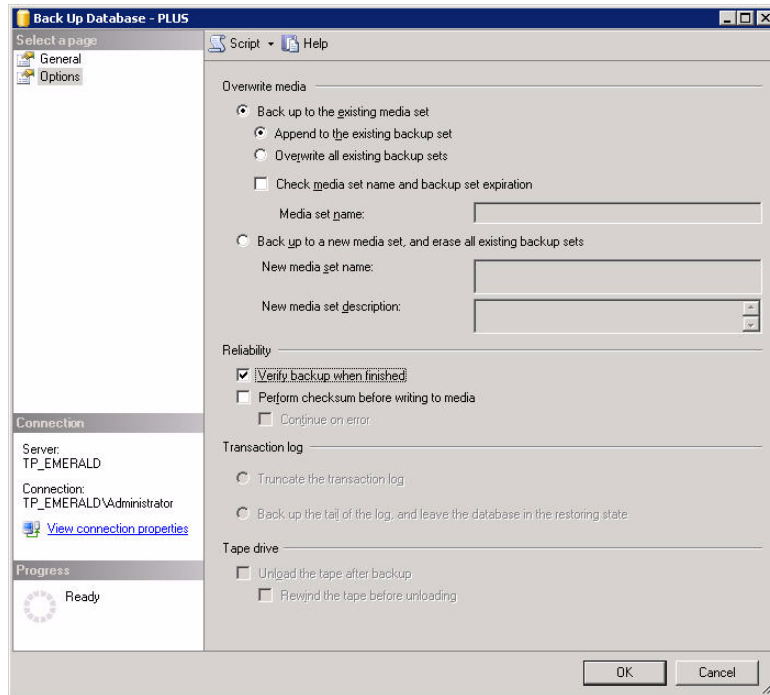 Back Up Database - PLUS
Select a page
General
Options
Script
Help
Overwrite media
Back up to the existing media set
Append to the existing backup set
Overwrite all existing backup sets
Check media set name and backup set expiration
Media set name:
Back up to a new media set, and erase all existing backup sets
New media set name:
New media set description:
Reliability
Verify backup when finished
Perform checksum before writing to media
Continue on error
Transaction log
Truncate the transaction log
Back up the tail of the log, and leave the database in the restoring state
Tape drive
Unload the tape after backup
Rewind the tape before unloading
Connection
Server:
TP_EMERALD
Connection:
TP_EMERALD\Administrator
View connection properties
Progress
Ready
OK
Cancel